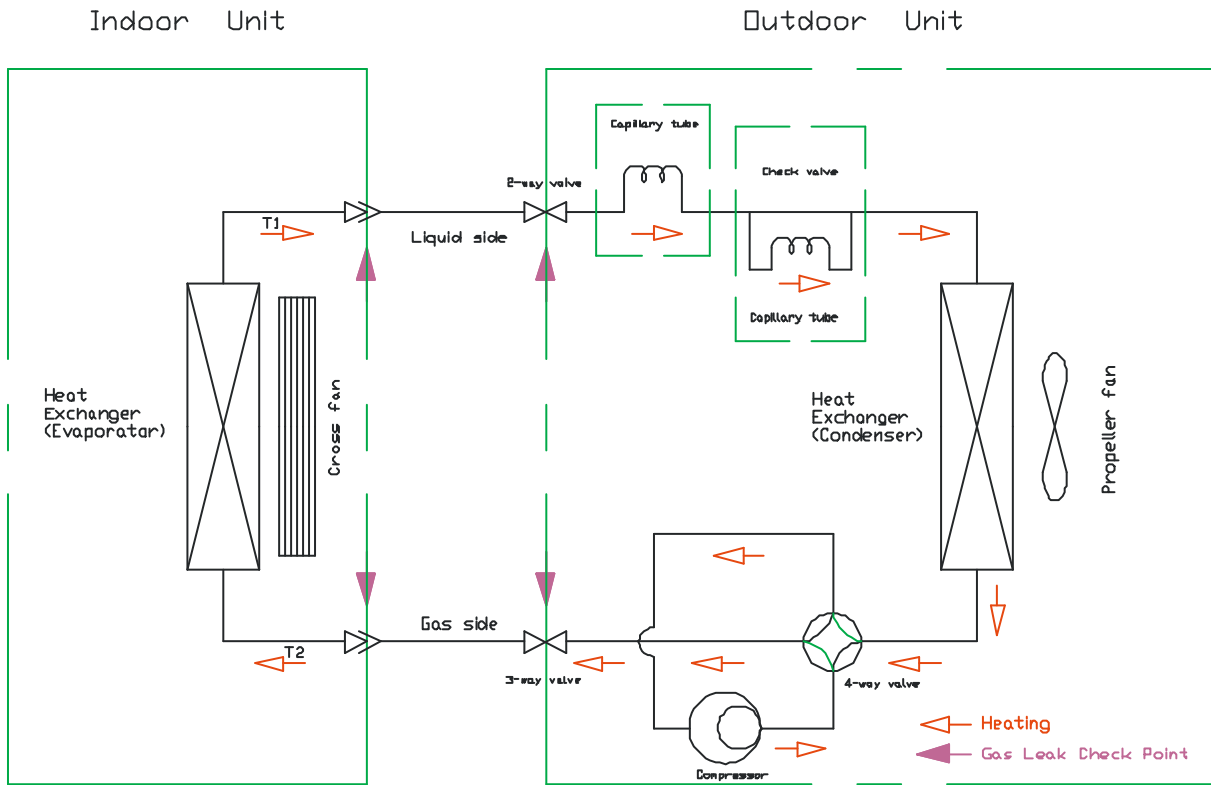 Indoor Unit
Outdoor Unit
Capillary tube
Check valve
2-way valve
T1
Liquid side
Capillary tube
Heat
Exchanger
(Evaporator)
Cross fan
Heat
Exchanger
(Condenser)
Propeller fan
Gas side
T2
3-way valve
4-way valve
Compressor
Heating
Gas Leak Check Point